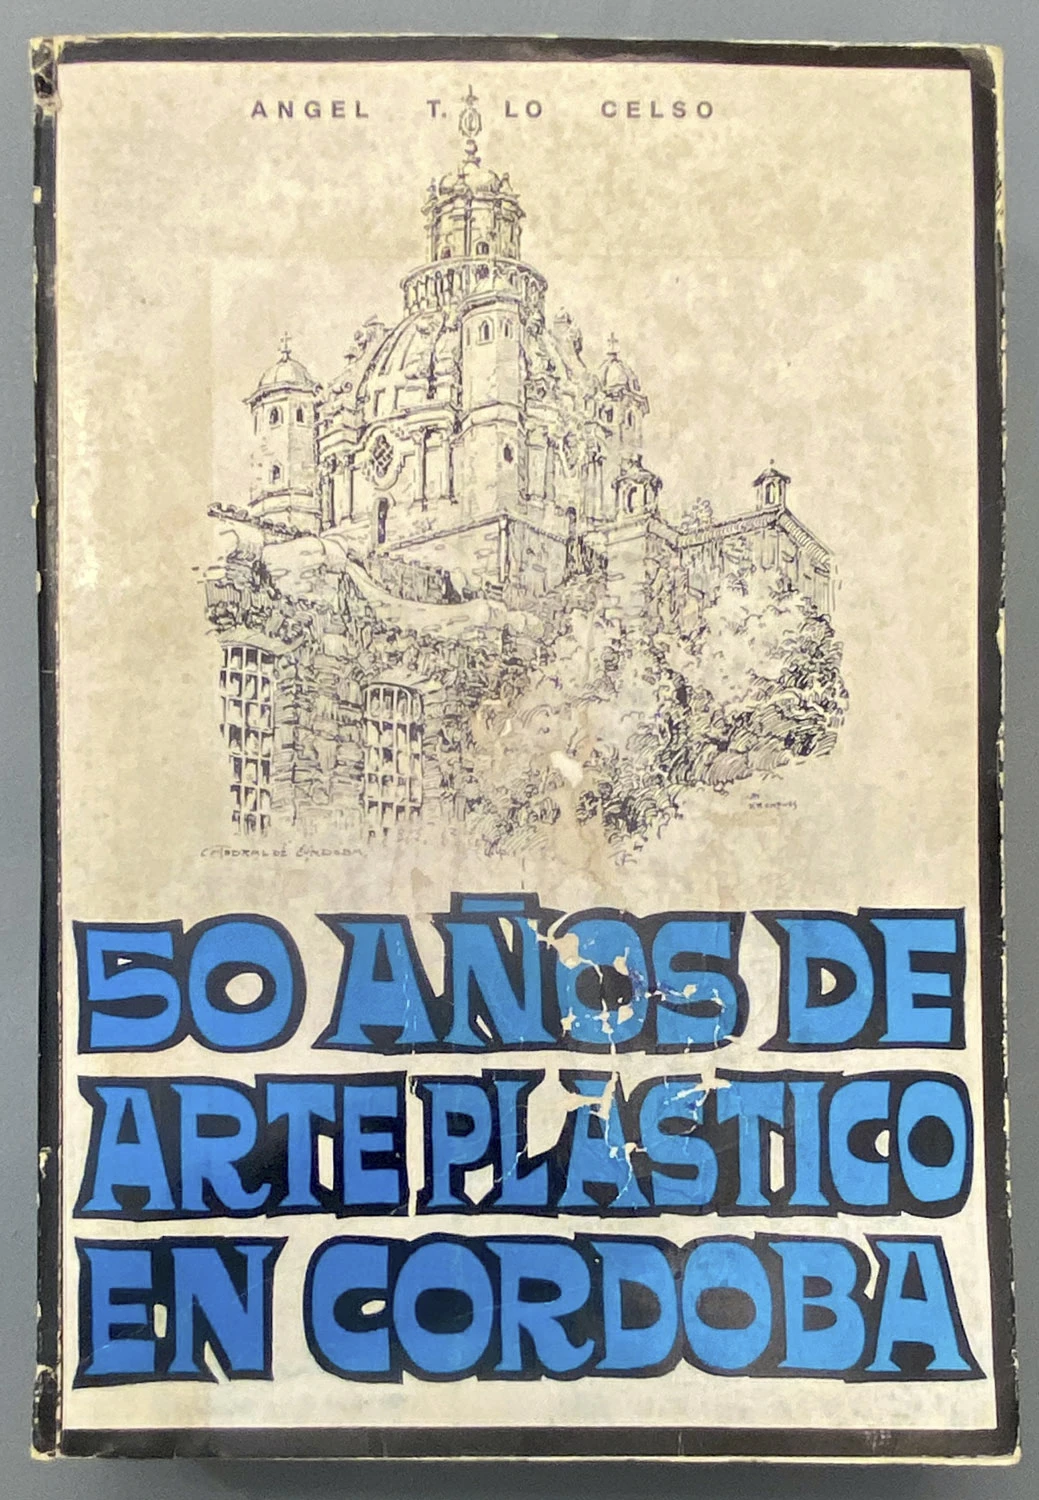 ANGEL T. LO CELSO
CATEDRAL DE CORDOBA
50 AÑOS DE
ARTE PLASTICO
EN CORDOBA